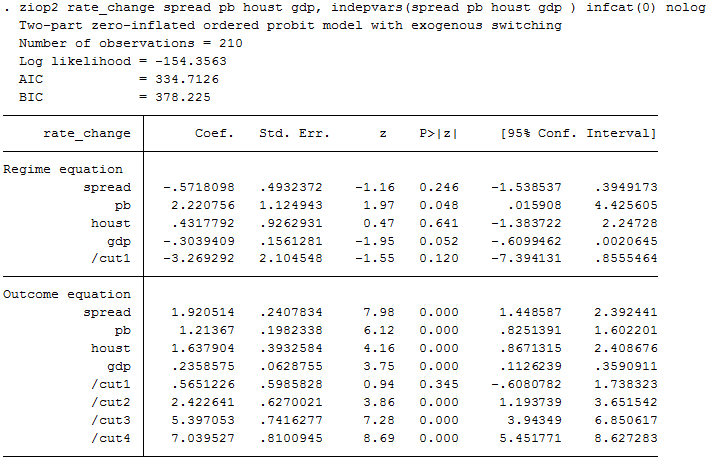 . ziop2 rate_change spread pb houst gdp, indepvars(spread pb houst gdp ) infcat(0) nolog
Two-part zero-inflated ordered probit model with exogenous switching
Number of observations = 210
Log likelihood = -154.3563
AIC = 334.7126
BIC = 378.225
rate_change Coef. Std. Err. z P>|z| [95% Conf. Interval]
Regime equation
spread -.5718098 .4932372 -1.16 0.246 -1.538537 .3949173
pb 2.220756 1.124943 1.97 0.048 .015908 4.425605
houst .4317792 .9262931 0.47 0.641 -1.383722 2.24728
gdp -.3039409 .1561281 -1.95 0.052 -.6099462 .0020645
/cut1 -3.269292 2.104548 -1.55 0.120 -7.394131 .8555464
Outcome equation
spread 1.920514 .2407834 7.98 0.000 1.448587 2.392441
pb 1.21367 .1982338 6.12 0.000 .8251391 1.602201
houst 1.637904 .3932584 4.16 0.000 .8671315 2.408676
gdp .2358575 .0628755 3.75 0.000 .1126239 .3590911
/cut1 .5651226 .5985828 0.94 0.345 -.6080782 1.738323
/cut2 2.422641 .6270021 3.86 0.000 1.193739 3.651542
/cut3 5.397053 .7416277 7.28 0.000 3.94349 6.850617
/cut4 7.039527 .8100945 8.69 0.000 5.451771 8.627283